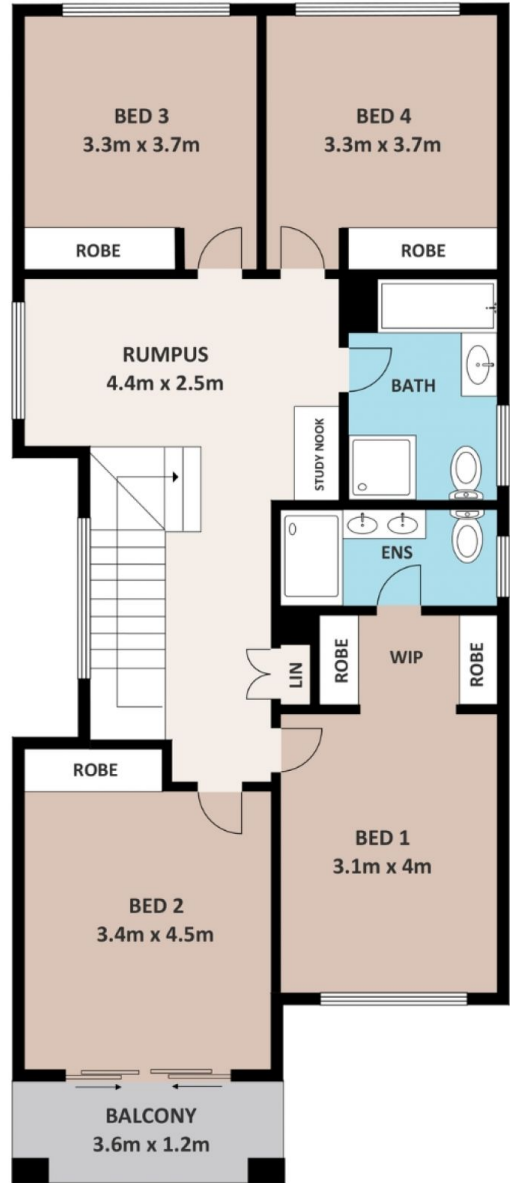 BED 3
3.3m x 3.7m
BED 4
3.3m x 3.7m
ROBE
ROBE
RUMPUS
4.4m x 2.5m
BATH
STUDY NOOK
ENS
ROBE
WIP
ROBE
LIN
ROBE
BED 1
3.1m x 4m
BED 2
3.4m x 4.5m
BALCONY
3.6m x 1.2m